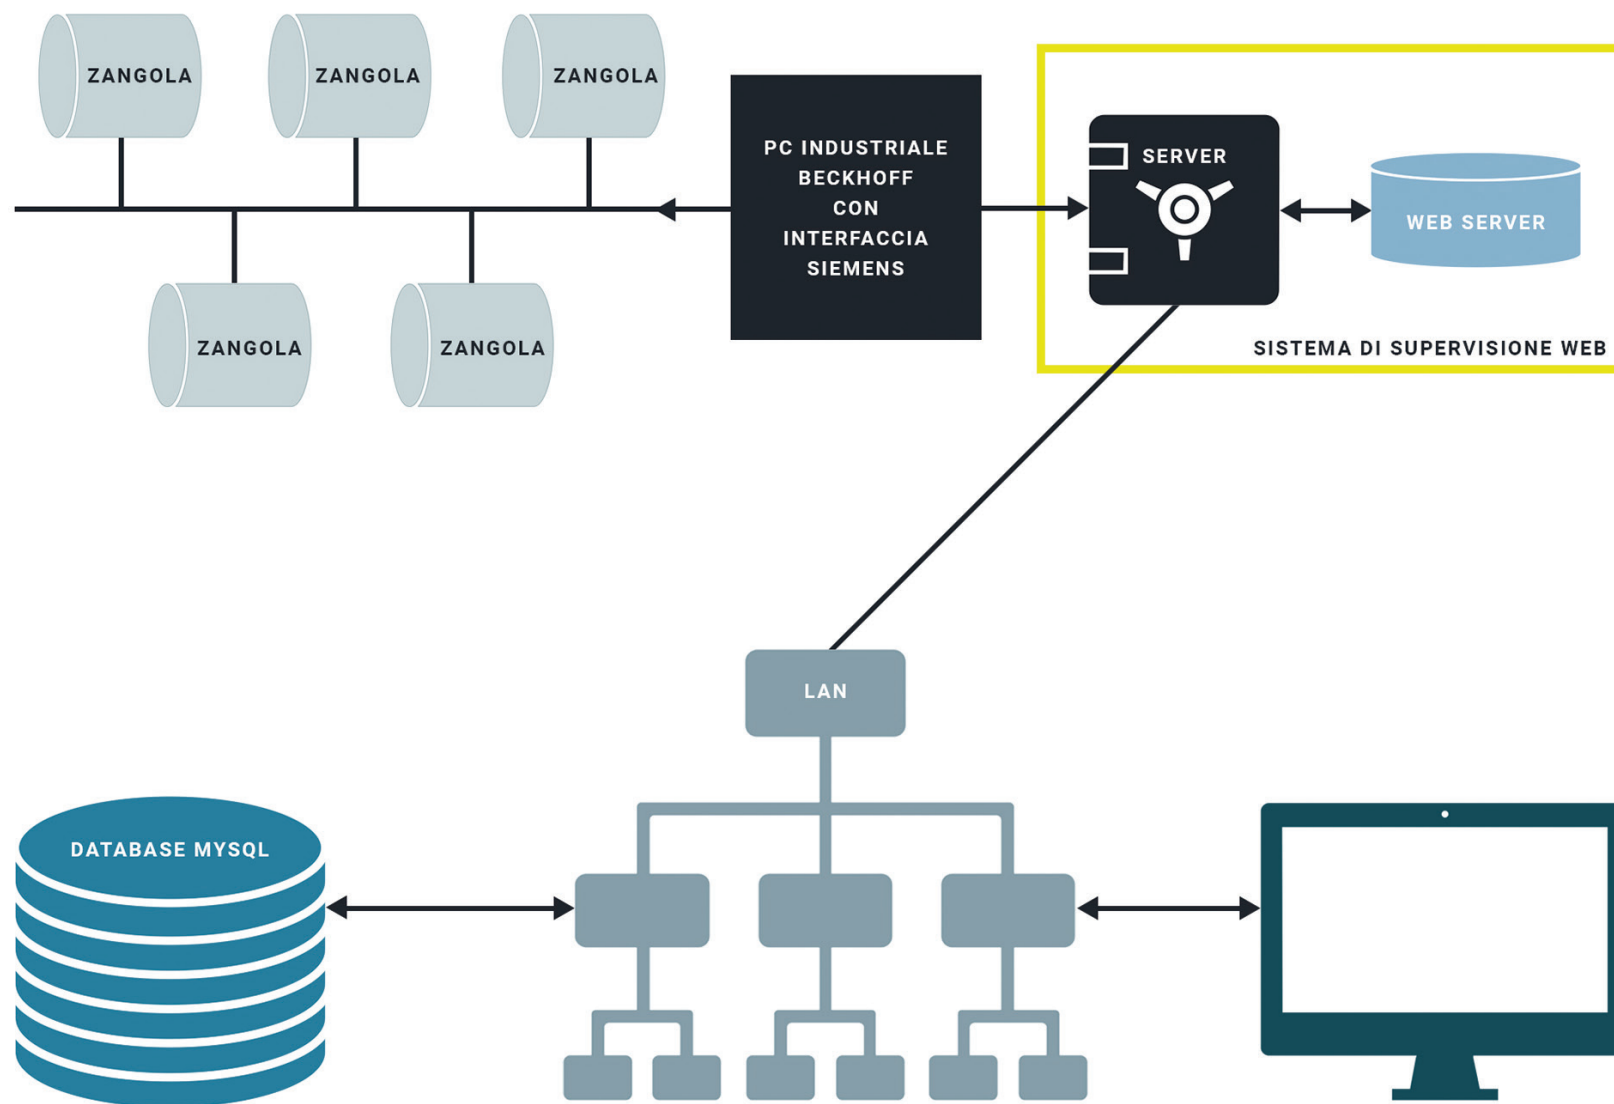 ZANGOLA
ZANGOLA
ZANGOLA
PC INDUSTRIALE
BECKHOFF
CON
INTERFACCIA
SIEMENS
SERVER
WEB SERVER
ZANGOLA
ZANGOLA
SISTEMA DI SUPERVISIONE WEB
LAN
DATABASE MYSQL